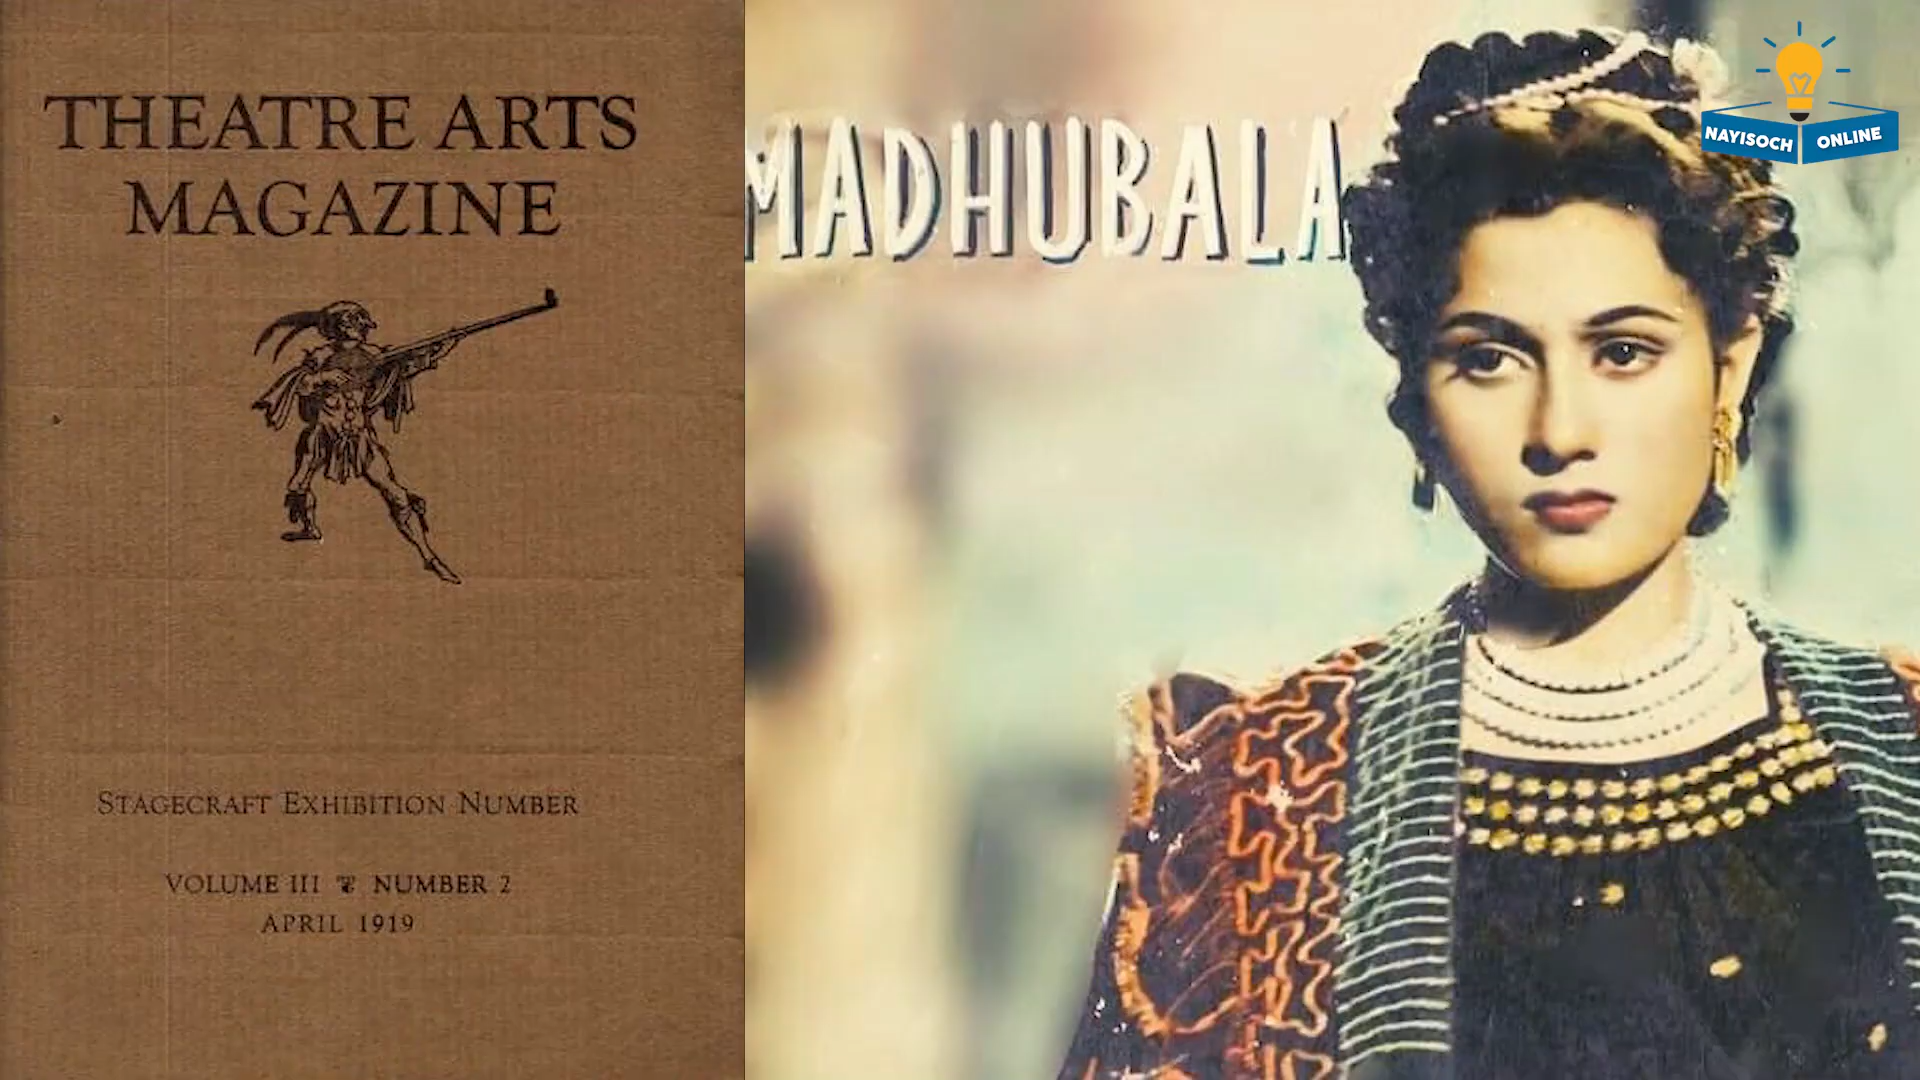 THEATRE ARTS
MAGAZINE
STAGECRAFT EXHIBITION NUMBER
VOLUME III ❦ NUMBER 2
APRIL 1919
MADHUBALA
NAYISOCH ONLINE